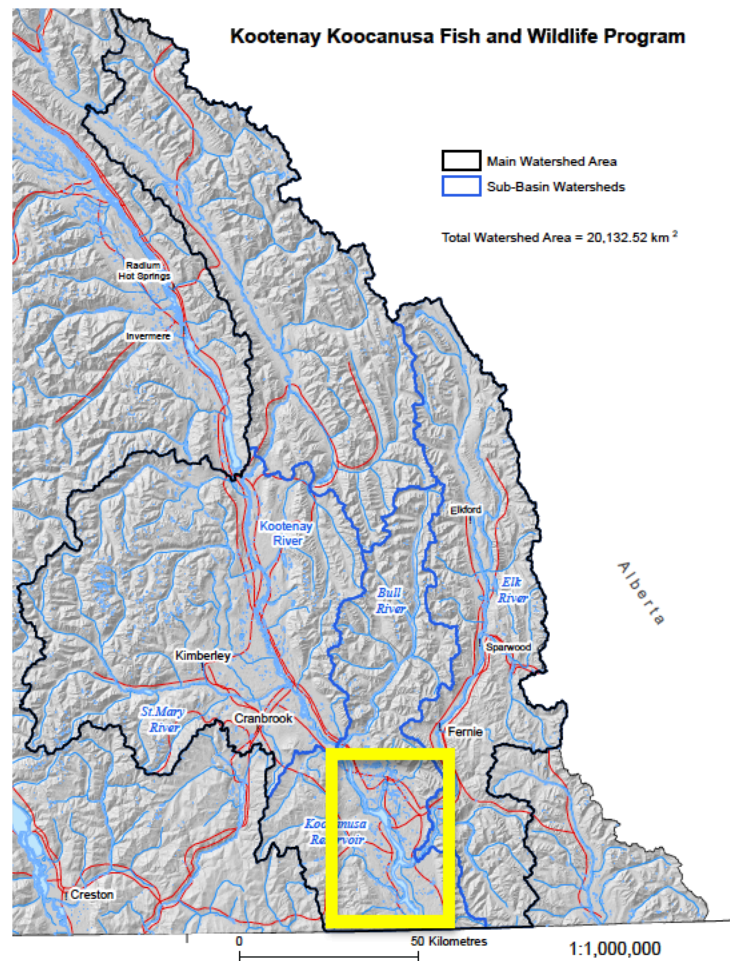 Kootenay Koocanusa Fish and Wildlife Program
Main Watershed Area
Sub-Basin Watersheds
Total Watershed Area = 20,132.52 km 2
Radium
Hot Springs
Invermere
Elkford
Kootenay
River
Alberta
Bull
River
Elk
River
Sparwood
Kimberley
St.Mary
River
Cranbrook
Fernie
Koocanusa
Reservoir
Creston
0
50 Kilometres
1:1,000,000